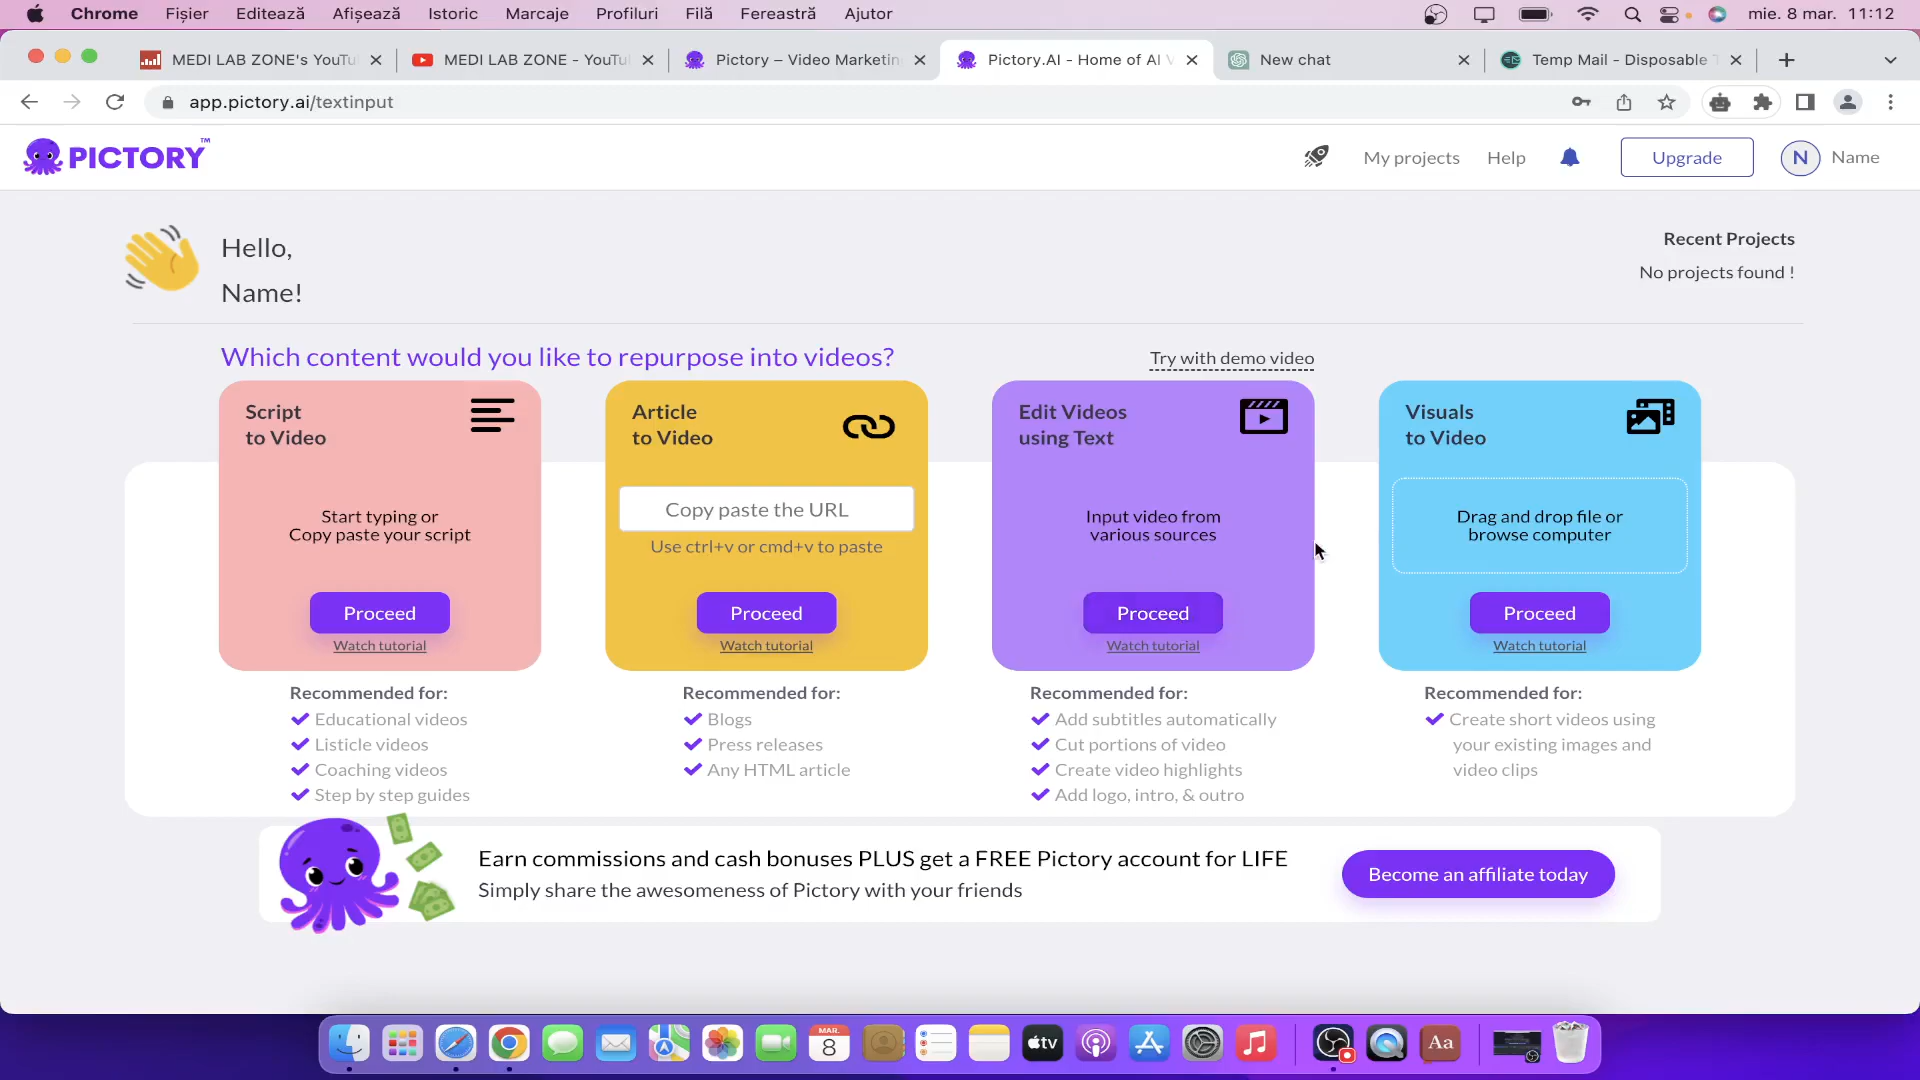 Chrome Fișier Editează Afișează Istoric Marcaje Profiluri Filă Fereastră Ajutor mie. 8 mar. 11:12
MEDI LAB ZONE's YouTu MEDI LAB ZONE - YouTu Pictory – Video Marketin Pictory.AI - Home of AI V New chat Temp Mail - Disposable T
app.pictory.ai/textinput
PICTORY™ My projects Help Upgrade N Name
Hello,
Name!
Recent Projects
No projects found !
Which content would you like to repurpose into videos? Try with demo video
Script
to Video
Start typing or
Copy paste your script
Proceed
Watch tutorial
Recommended for:
Educational videos
Listicle videos
Coaching videos
Step by step guides
Article
to Video
Copy paste the URL
Use ctrl+v or cmd+v to paste
Proceed
Watch tutorial
Recommended for:
Blogs
Press releases
Any HTML article
Edit Videos
using Text
Input video from
various sources
Proceed
Watch tutorial
Recommended for:
Add subtitles automatically
Cut portions of video
Create video highlights
Add logo, intro, & outro
Visuals
to Video
Drag and drop file or
browse computer
Proceed
Watch tutorial
Recommended for:
Create short videos using
your existing images and
video clips
Earn commissions and cash bonuses PLUS get a FREE Pictory account for LIFE
Simply share the awesomeness of Pictory with your friends
Become an affiliate today
MAR.
8
tv
Aa